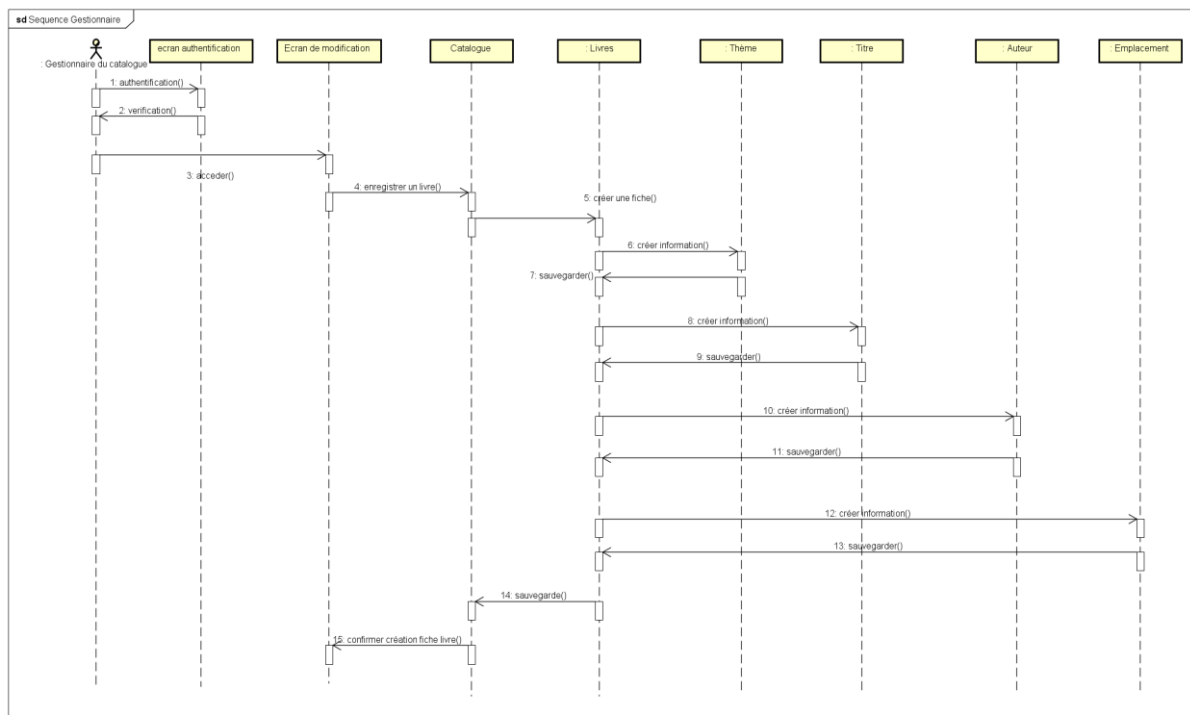 sd Sequence Gestionnaire
ecran authentification
Ecran de modification
Catalogue
: Livres
: Thème
: Titre
: Auteur
: Emplacement
: Gestionnaire du catalogue
1: authentification()
2: verification()
3: acceder()
4: enregistrer un livre()
5: créer une fiche()
6: créer information()
7: sauvegarder()
8: créer information()
9: sauvegarder()
10: créer information()
11: sauvegarder()
12: créer information()
13: sauvegarder()
14: sauvegarde()
15: confirmer création fiche livre()